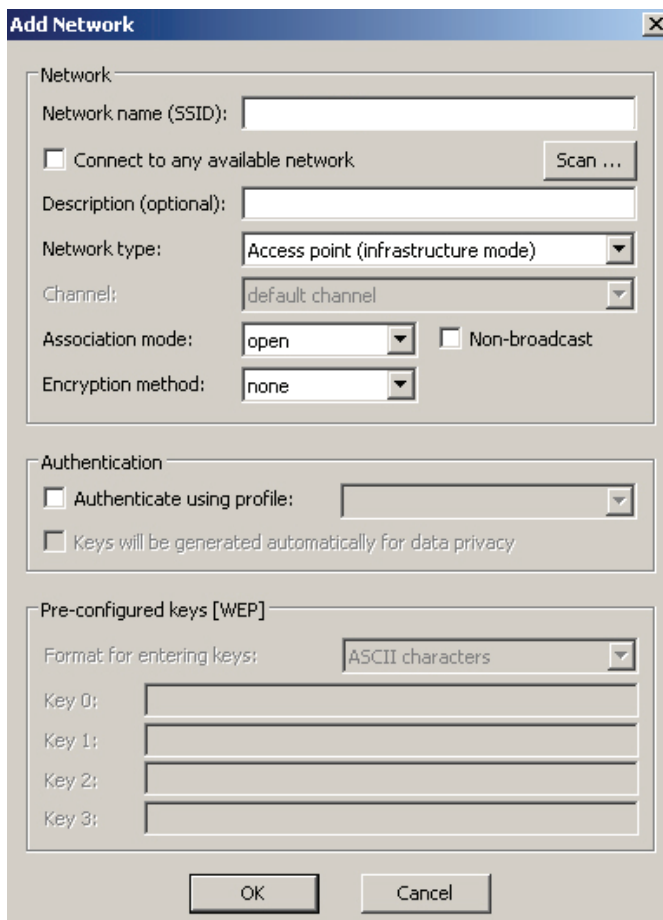 Add Network
Network
Network name (SSID):
Connect to any available network Scan ...
Description (optional):
Network type: Access point (infrastructure mode)
Channel: default channel
Association mode: open Non-broadcast
Encryption method: none
Authentication
Authenticate using profile:
Keys will be generated automatically for data privacy
Pre-configured keys [WEP]
Format for entering keys: ASCII characters
Key 0:
Key 1:
Key 2:
Key 3:
OK Cancel